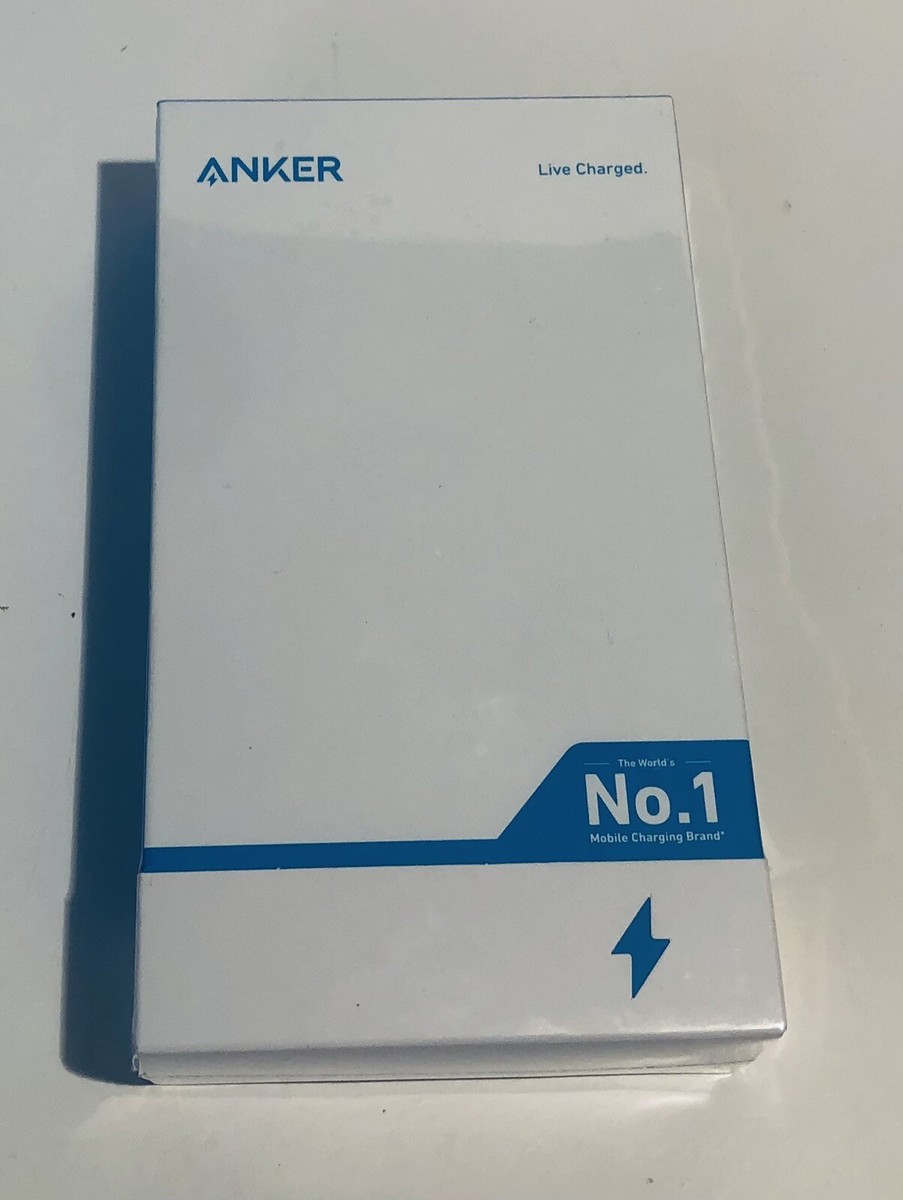 ANKER
Live Charged.
The World's
No.1
Mobile Charging Brand*